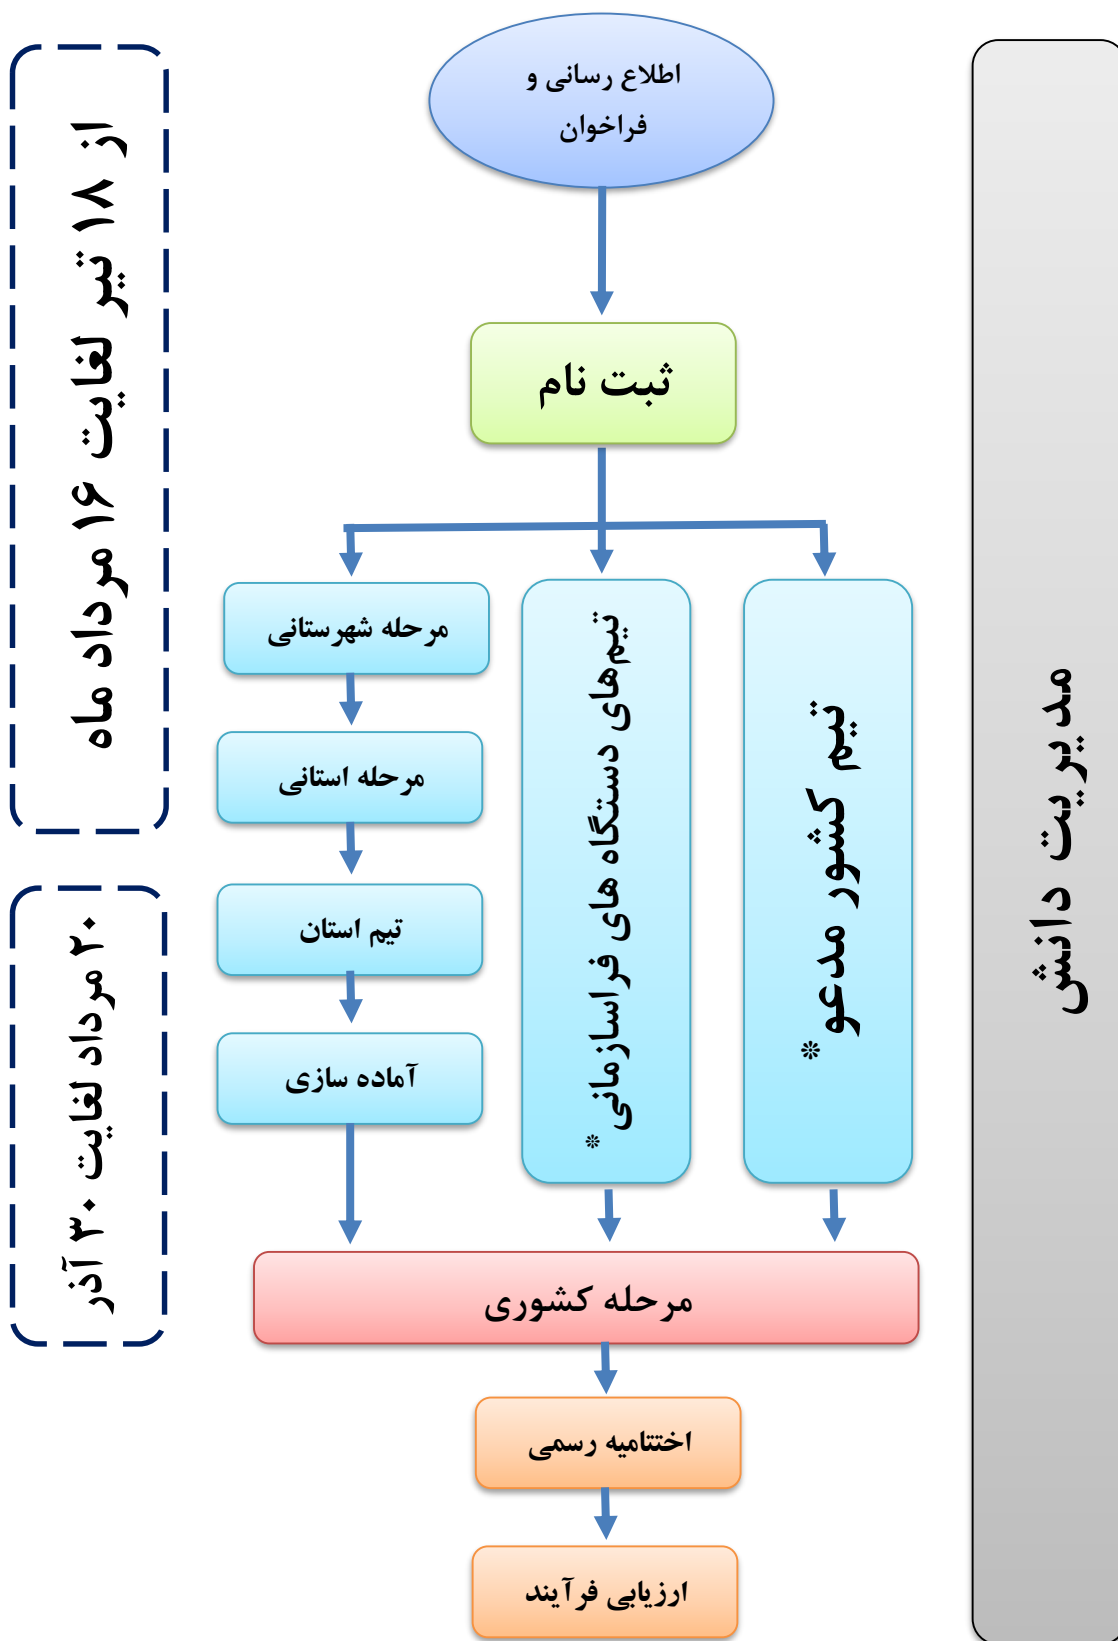 اطلاع رسانی و
فراخوان
ثبت نام
مرحله شهرستانی
مرحله استانی
تیم استان
آماده سازی
تیم‌های دستگاه های فراسازمانی *
تیم کشور مدعو *
مرحله کشوری
اختتامیه رسمی
ارزیابی فرآیند
مدیریت دانش
از ۱۸ تیر لغایت ۱۶ مرداد ماه
۲۰ مرداد لغایت ۳۰ آذر